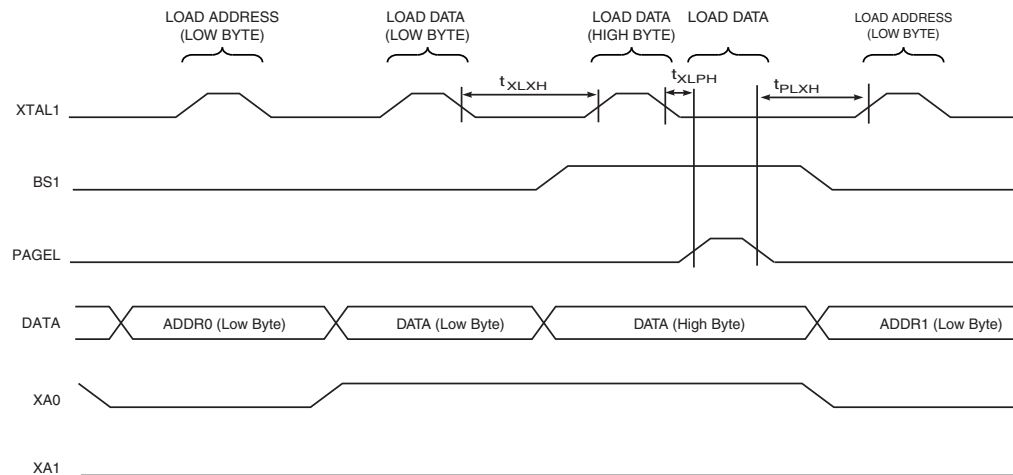 LOAD ADDRESS
(LOW BYTE)
LOAD DATA
(LOW BYTE)
LOAD DATA
(HIGH BYTE)
LOAD DATA
LOAD ADDRESS
(LOW BYTE)
tXLXH
tXLPH
tPLXH
XTAL1
BS1
PAGEL
DATA
ADDR0 (Low Byte)
DATA (Low Byte)
DATA (High Byte)
ADDR1 (Low Byte)
XA0
XA1